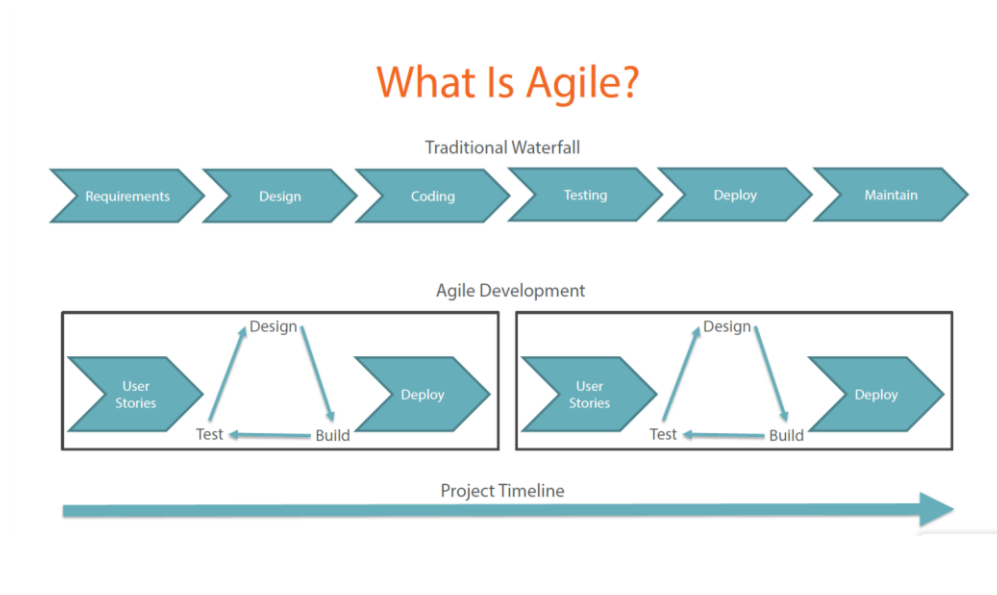 What Is Agile?
Traditional Waterfall
Requirements
Design
Coding
Testing
Deploy
Maintain
Agile Development
Design
User
Stories
Deploy
Test
Build
Design
User
Stories
Deploy
Test
Build
Project Timeline